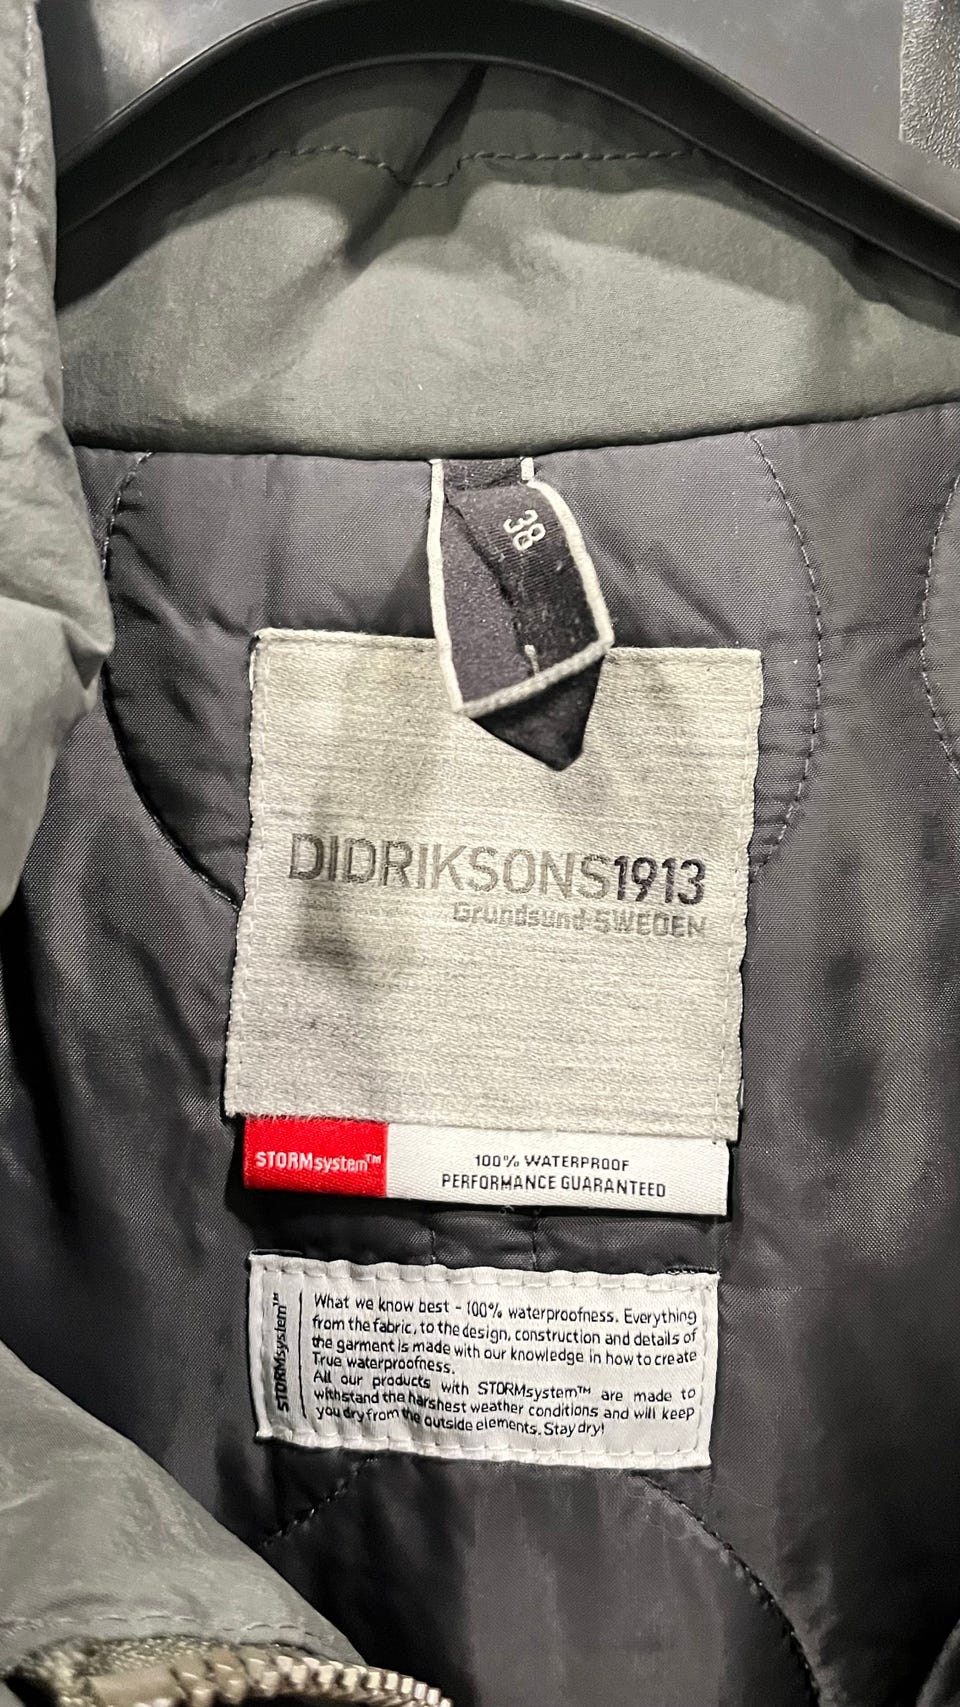 38
DIDRIKSONS1913
Grundsund SWEDEN
STORMsystem™
100% WATERPROOF
PERFORMANCE GUARANTEED
STORMsystem™
What we know best - 100% waterproofness. Everything
from the fabric, to the design, construction and details of
the garment is made with our knowledge in how to create
True waterproofness.
All our products with STORMsystem™ are made to
withstand the harshest weather conditions and will keep
you dry from the outside elements. Stay dry!